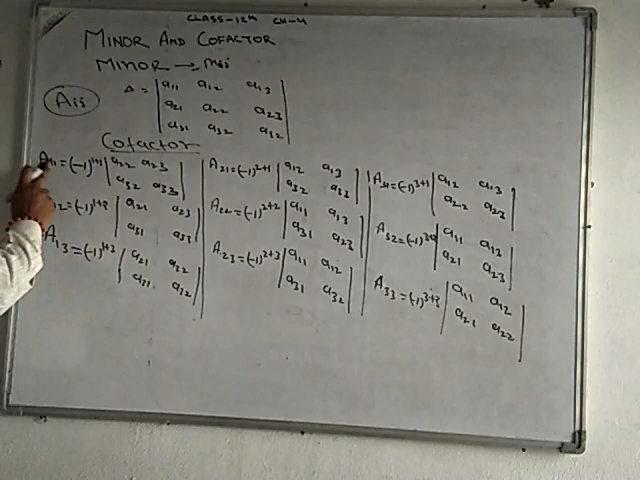 CLASS-12th CH-4
MINOR AND COFACTOR
MINOR → Mij
Aij
Δ = | a11 a12 a13 |
| a21 a22 a23 |
| a31 a32 a32 |
Cofactor
A11 = (-1)^1+1 | a22 a23 |
| a32 a33 |
12 = (-1)^1+2 | a21 a23 |
| a31 a33 |
A13 = (-1)^1+3 | a21 a22 |
| a31 a32 |
A21 = (-1)^2+1 | a12 a13 |
| a32 a33 |
A22 = (-1)^2+2 | a11 a13 |
| a31 a23 |
A23 = (-1)^2+3 | a11 a12 |
| a31 a32 |
A31 = (-1)^3+1 | a12 a13 |
| a22 a23 |
A32 = (-1)^3+2 | a11 a13 |
| a21 a23 |
A33 = (-1)^3+3 | a11 a12 |
| a21 a22 |